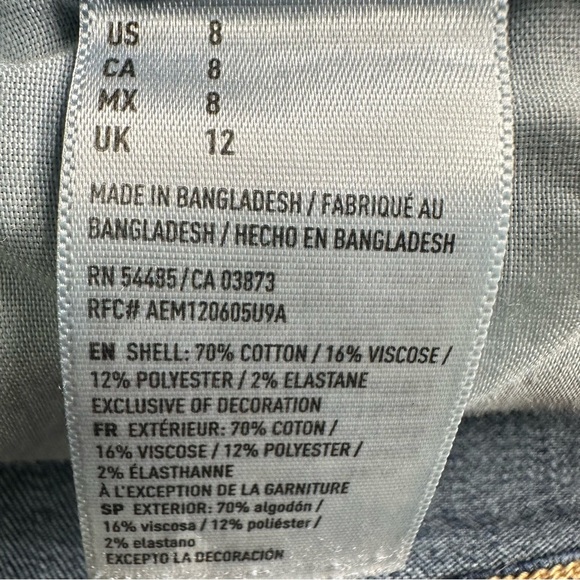 US 8
CA 8
MX 8
UK 12
MADE IN BANGLADESH / FABRIQUÉ AU
BANGLADESH / HECHO EN BANGLADESH
RN 54485 / CA 03873
RFC# AEM120605U9A
EN SHELL: 70% COTTON / 16% VISCOSE /
12% POLYESTER / 2% ELASTANE
EXCLUSIVE OF DECORATION
FR EXTÉRIEUR: 70% COTON /
16% VISCOSE / 12% POLYESTER /
2% ÉLASTHANNE
À L'EXCEPTION DE LA GARNITURE
SP EXTERIOR: 70% algodón /
16% viscosa / 12% poliéster /
2% elastano
EXCEPTO LA DECORACIÓN